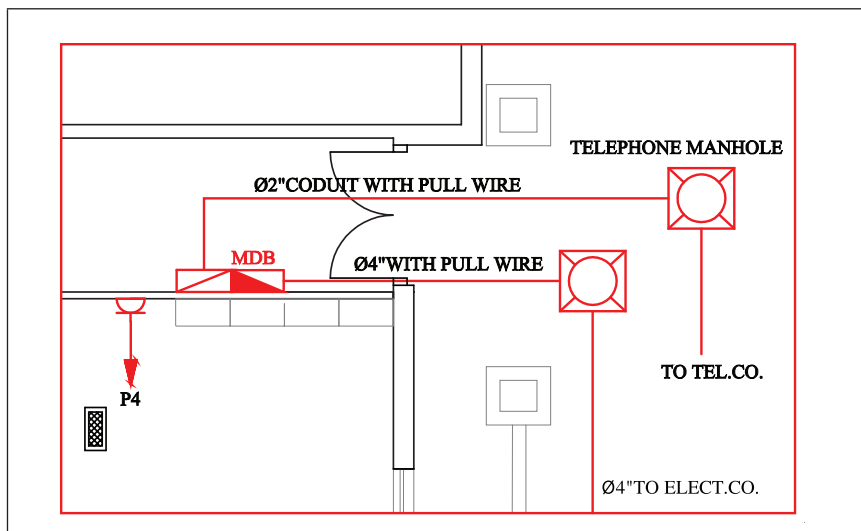 TELEPHONE MANHOLE
Ø2"CODUIT WITH PULL WIRE
MDB
Ø4"WITH PULL WIRE
TO TEL.CO.
P4
Ø4"TO ELECT.CO.